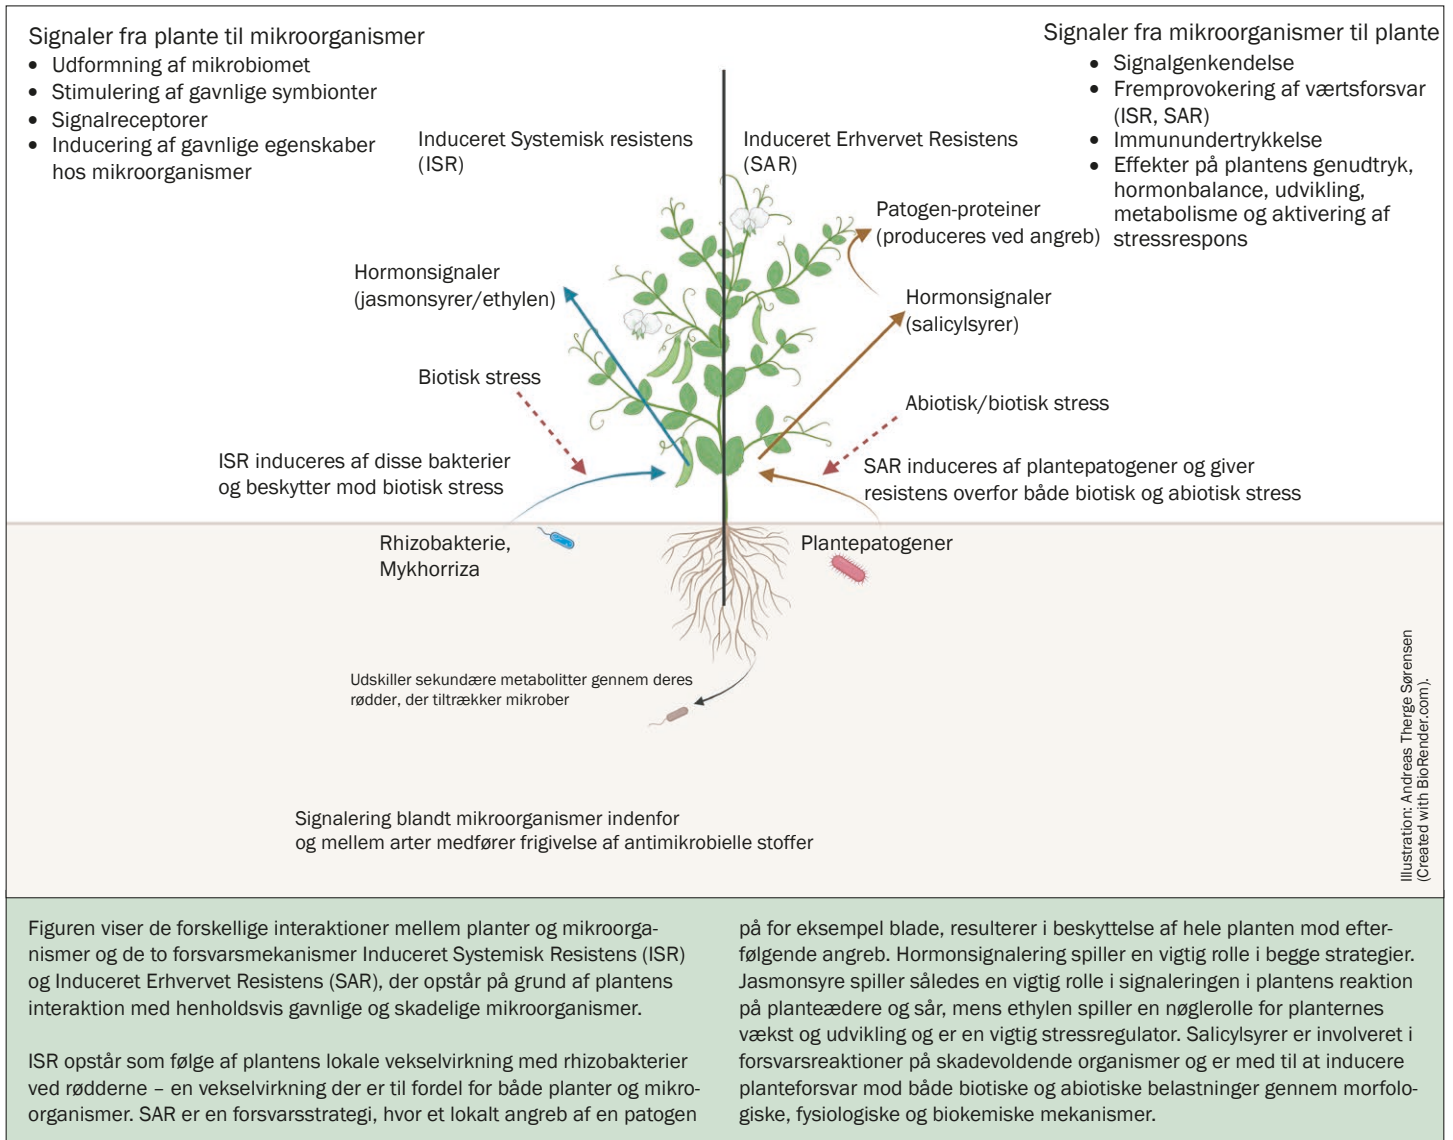 Signaler fra plante til mikroorganismer
• Udformning af mikrobiomet
• Stimulering af gavnlige symbionter
• Signalreceptorer
• Inducering af gavnlige egenskaber
hos mikroorganismer
Signaler fra mikroorganismer til plante
• Signalgenkendelse
• Fremprovokering af værtsforsvar
(ISR, SAR)
• Immunundertrykkelse
• Effekter på plantens genudtryk,
hormonbalance, udvikling,
metabolisme og aktivering af
stressrespons
Induceret Systemisk resistens
(ISR)
Induceret Erhvervet Resistens
(SAR)
Patogen-proteiner
(produceres ved angreb)
Hormonsignaler
(jasmonsyrer/ethylen)
Hormonsignaler
(salicylsyrer)
Biotisk stress
Abiotisk/biotisk stress
ISR induceres af disse bakterier
og beskytter mod biotisk stress
SAR induceres af plantepatogener og giver
resistens overfor både biotisk og abiotisk stress
Rhizobakterie,
Mykhorriza
Plantepatogener
Udskiller sekundære metabolitter gennem deres
rødder, der tiltrækker mikrober
Signalering blandt mikroorganismer indenfor
og mellem arter medfører frigivelse af antimikrobielle stoffer
Illustration: Andreas Therge Sørensen
(Created with BioRender.com).
Figuren viser de forskellige interaktioner mellem planter og mikroorga-
nismer og de to forsvarsmekanismer Induceret Systemisk Resistens (ISR)
og Induceret Erhvervet Resistens (SAR), der opstår på grund af plantens
interaktion med henholdsvis gavnlige og skadelige mikroorganismer.
ISR opstår som følge af plantens lokale vekselvirkning med rhizobakterier
ved rødderne – en vekselvirkning der er til fordel for både planter og mikro-
organismer. SAR er en forsvarsstrategi, hvor et lokalt angreb af en patogen
på for eksempel blade, resulterer i beskyttelse af hele planten mod efter-
følgende angreb. Hormonsignalering spiller en vigtig rolle i begge strategier.
Jasmonsyre spiller således en vigtig rolle i signaleringen i plantens reaktion
på planteædere og sår, mens ethylen spiller en nøglerolle for planternes
vækst og udvikling og er en vigtig stressregulator. Salicylsyrer er involveret i
forsvarsreaktioner på skadevoldende organismer og er med til at inducere
planteforsvar mod både biotiske og abiotiske belastninger gennem morfolo-
giske, fysiologiske og biokemiske mekanismer.